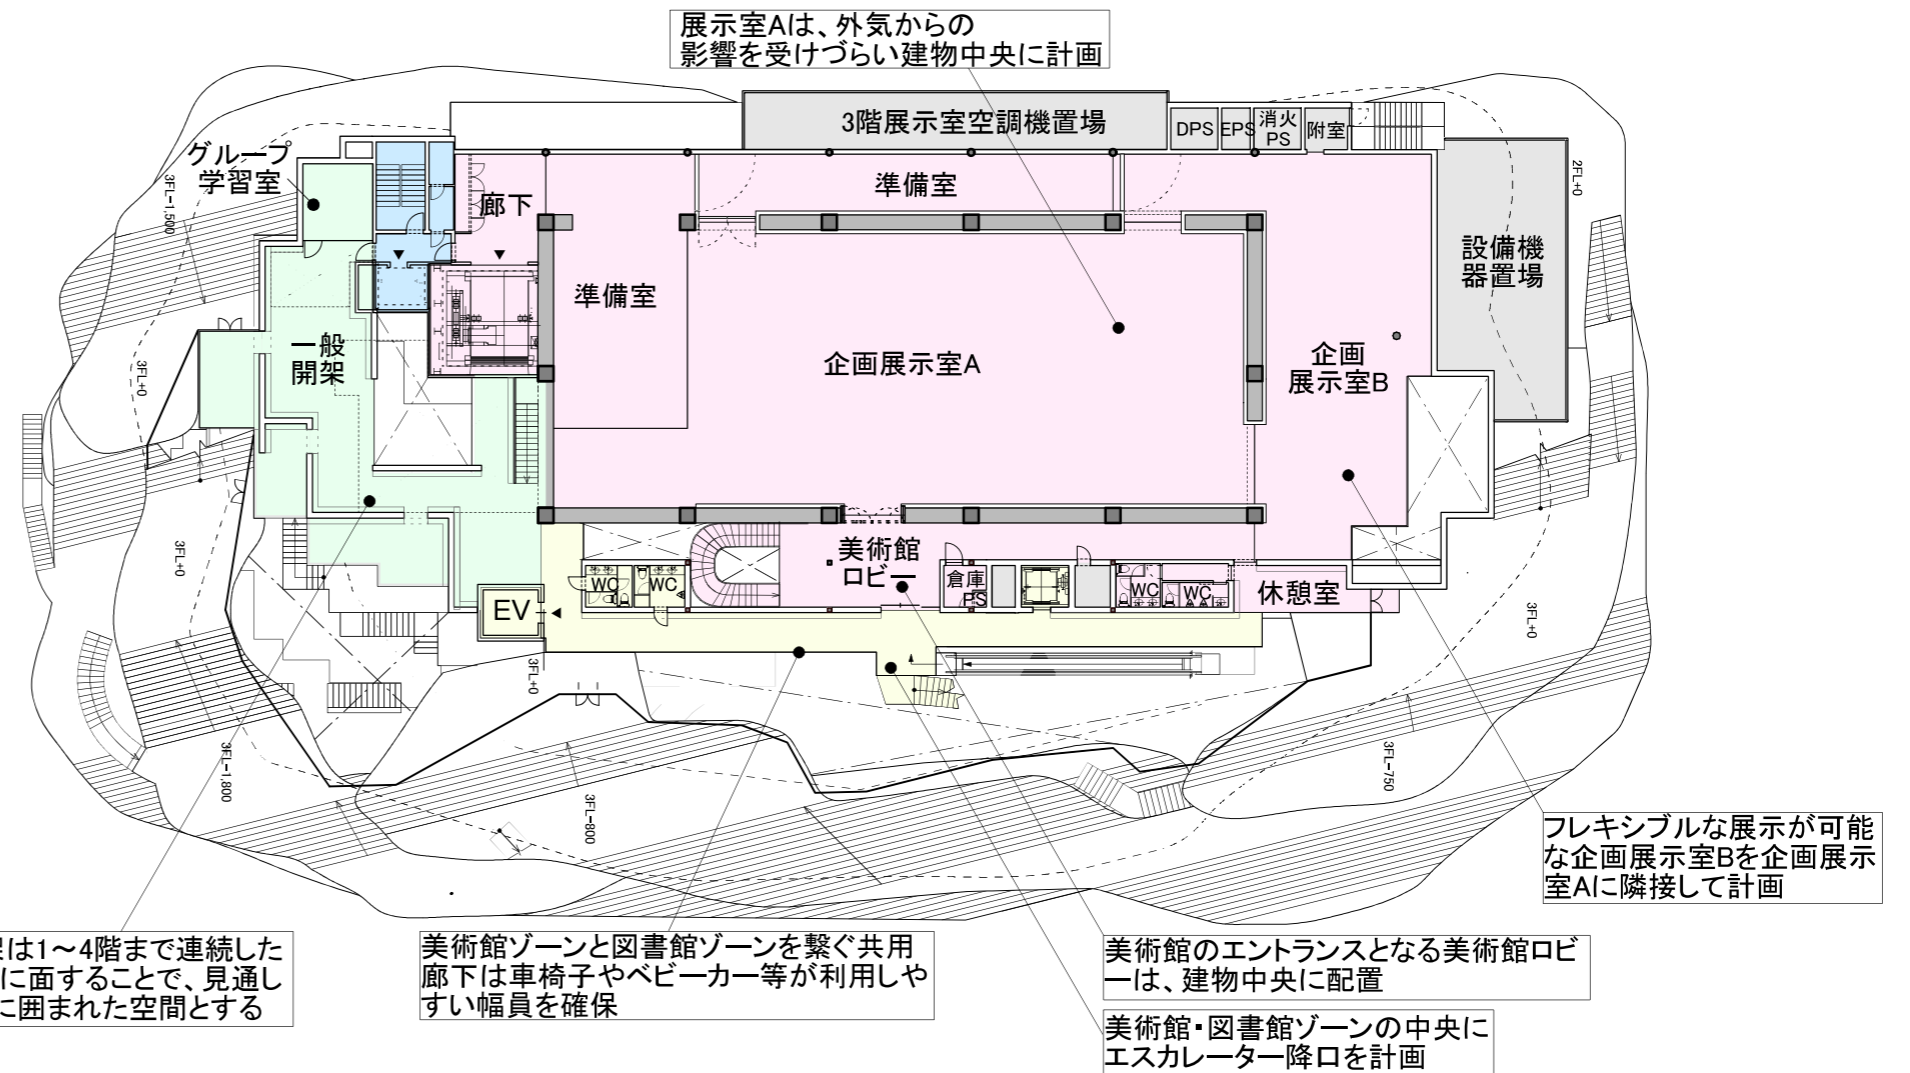 展示室Aは、外気からの
影響を受けづらい建物中央に計画
3階展示室空調機置場
DPS
EPS
消火
PS
附室
グループ
学習室
3FL-1,500
廊下
準備室
2FL+0
設備機
器置場
準備室
一般
開架
企画展示室A
企画
展示室B
3FL+0
3FL+0
美術館
ロビー
WC
WC
倉庫
PS
WC
WC
休憩室
EV
3FL+0
3FL+0
3FL-1,800
3FL-800
3FL-750
フレキシブルな展示が可能
な企画展示室Bを企画展示
室Aに隣接して計画
は1～4階まで連続した
に面することで、見通し
に囲まれた空間とする
美術館ゾーンと図書館ゾーンを繋ぐ共用
廊下は車椅子やベビーカー等が利用しや
すい幅員を確保
美術館のエントランスとなる美術館ロビ
ーは、建物中央に配置
美術館・図書館ゾーンの中央に
エスカレーター降口を計画